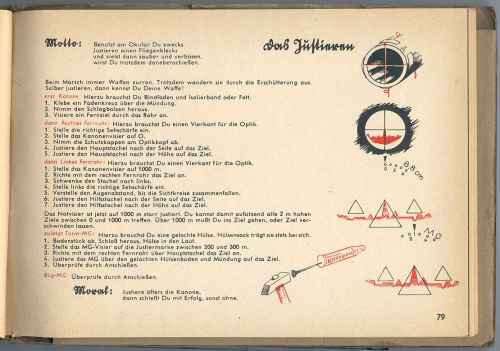 Motto: Benutzt am Okular Du zwecks
Justieren einen Fliegenklecks
und zielst dann sauber und verbissen,
wirst Du trotzdem danebenschießen.
Das Justieren
Beim Marsch immer Waffen zurren. Trotzdem wandern sie durch die Erschütterung aus.
Selber justieren, dann kennst Du Deine Waffe!
erst Kanone: Hierzu brauchst Du Bindfaden und Isolierband oder Fett.
1. Klebe ein Fadenkreuz über die Mündung.
2. Nimm den Schlagbolzen heraus.
3. Visiere ein Fernziel durch das Rohr an.
dann Rechtes Fernrohr: Hierzu brauchst Du einen Vierkant für die Optik.
1. Stelle die richtige Sehschärfe ein.
2. Stelle das Kanonenvisier auf 0.
3. Nimm die Schutzkappen am Optikkopf ab.
4. Justiere den Hauptstachel nach der Seite auf das Ziel.
5. Justiere den Hauptstachel nach der Höhe auf das Ziel.
dann Linkes Fernrohr: Hierzu brauchst Du einen Vierkant für die Optik.
1. Stelle das Kanonenvisier auf 1000 m.
2. Richte mit dem rechten Fernrohr das Ziel an.
3. Schwenke den Stachel nach links.
4. Stelle links die richtige Sehschärfe ein.
5. Verstelle den Augenabstand, bis die Sichtkreise zusammenfallen.
6. Justiere den Hilfsstachel nach der Seite auf das Ziel.
7. Justiere den Hilfsstachel nach der Höhe auf das Ziel.
Das Notvisier ist jetzt auf 1000 m starr justiert. Du kannst damit aufsitzend alle 2 m hohen
Ziele zwischen 0 und 1000 m treffen. Über 1000 m mußt Du ins Ziel gehen, oder Ziel ver-
schwinden lassen.
zuletzt Turm-MG: Hierzu brauchst Du eine gelochte Hülse. Hülsensack trägt sie stets bei sich.
1. Bodenstück ab, Schloß heraus, Hülse in den Lauf.
2. Stelle das MG-Visier auf die Justiermarke zwischen 200 und 300 m.
3. Richte mit dem rechten Fernrohr über Hauptstachel das Ziel an.
4. Justiere das MG über den gelochten Hülsenboden und Mündung auf das Ziel.
5. Überprüfe durch Anschießen.
Bug-MG: Überprüfe durch Anschießen.
Moral: Justiere öfters die Kanone,
dann schießt Du mit Erfolg, sonst ohne.
79